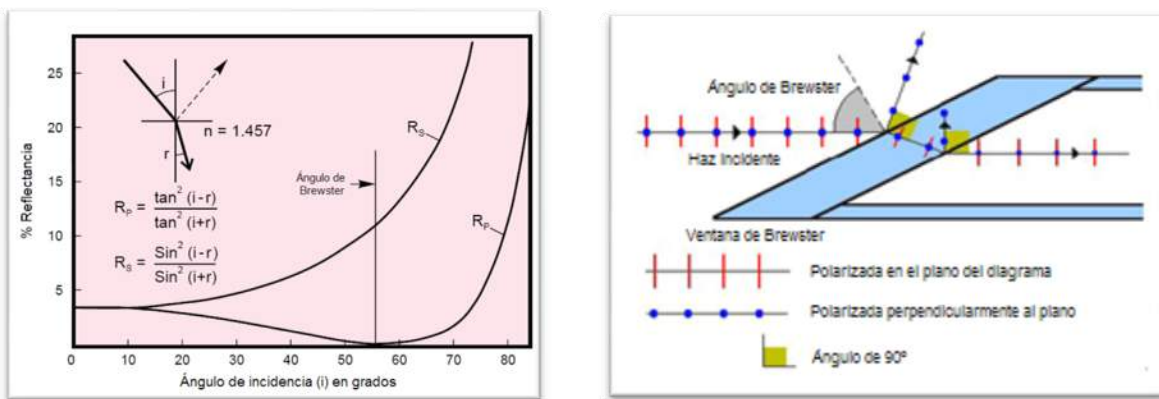 % Reflectancia
25
20
15
10
5
0
10
20
30
40
50
60
70
80
Ángulo de incidencia (i) en grados
i
r
n = 1.457
R_P = tan² (i-r) / tan² (i+r)
R_S = Sin² (i-r) / Sin² (i+r)
R_S
Ángulo de
Brewster
R_P
Ángulo de Brewster
Haz Incidente
Ventana de Brewster
Polarizada en el plano del diagrama
Polarizada perpendicularmente al plano
Ángulo de 90º